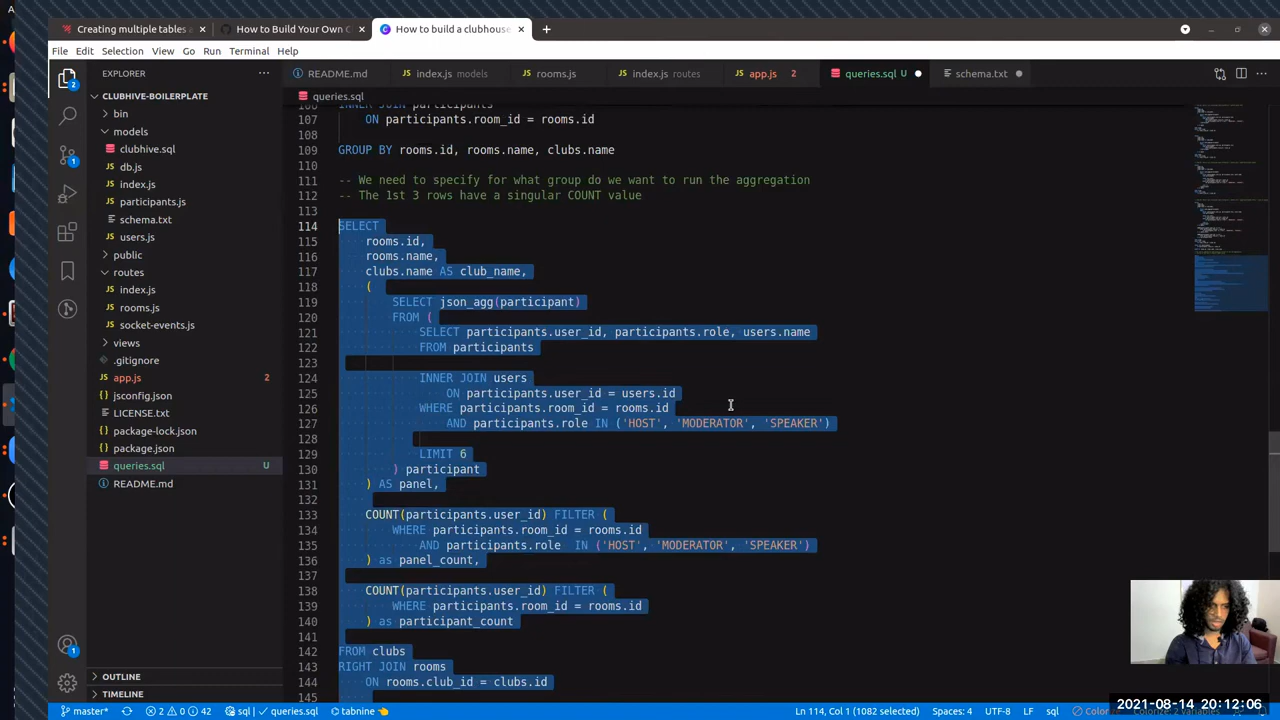 Creating multiple tables a
How to Build Your Own C
How to build a clubhouse
File Edit Selection View Go Run Terminal Help
EXPLORER
README.md
index.js models
rooms.js
index.js routes
app.js 2
queries.sql U
schema.txt
CLUBHIVE-BOILERPLATE
bin
models
clubhive.sql
db.js
index.js
participants.js
schema.txt
users.js
public
routes
index.js
rooms.js
socket-events.js
views
.gitignore
app.js 2
jsconfig.json
LICENSE.txt
package-lock.json
package.json
queries.sql U
README.md
OUTLINE
TIMELINE
queries.sql
106 INNER JOIN participants
107 ON participants.room_id = rooms.id
108
109 GROUP BY rooms.id, rooms.name, clubs.name
110
111 -- We need to specify for what group do we want to run the aggregation
112 -- The 1st 3 rows have a singular COUNT value
113
114 SELECT
115 rooms.id,
116 rooms.name,
117 clubs.name AS club_name,
118 (
119 SELECT json_agg(participant)
120 FROM (
121 SELECT participants.user_id, participants.role, users.name
122 FROM participants
123
124 INNER JOIN users
125 ON participants.user_id = users.id
126 WHERE participants.room_id = rooms.id
127 AND participants.role IN ('HOST', 'MODERATOR', 'SPEAKER')
128
129 LIMIT 6
130 ) participant
131 ) AS panel,
132
133 COUNT(participants.user_id) FILTER (
134 WHERE participants.room_id = rooms.id
135 AND participants.role IN ('HOST', 'MODERATOR', 'SPEAKER')
136 ) as panel_count,
137
138 COUNT(participants.user_id) FILTER (
139 WHERE participants.room_id = rooms.id
140 ) as participant_count
141
142 FROM clubs
143 RIGHT JOIN rooms
144 ON rooms.club_id = clubs.id
145
2021-08-14 20:12:06
master* 2 0 42 sql queries.sql tabnine Ln 114, Col 1 (1082 selected) Spaces: 4 UTF-8 LF sql